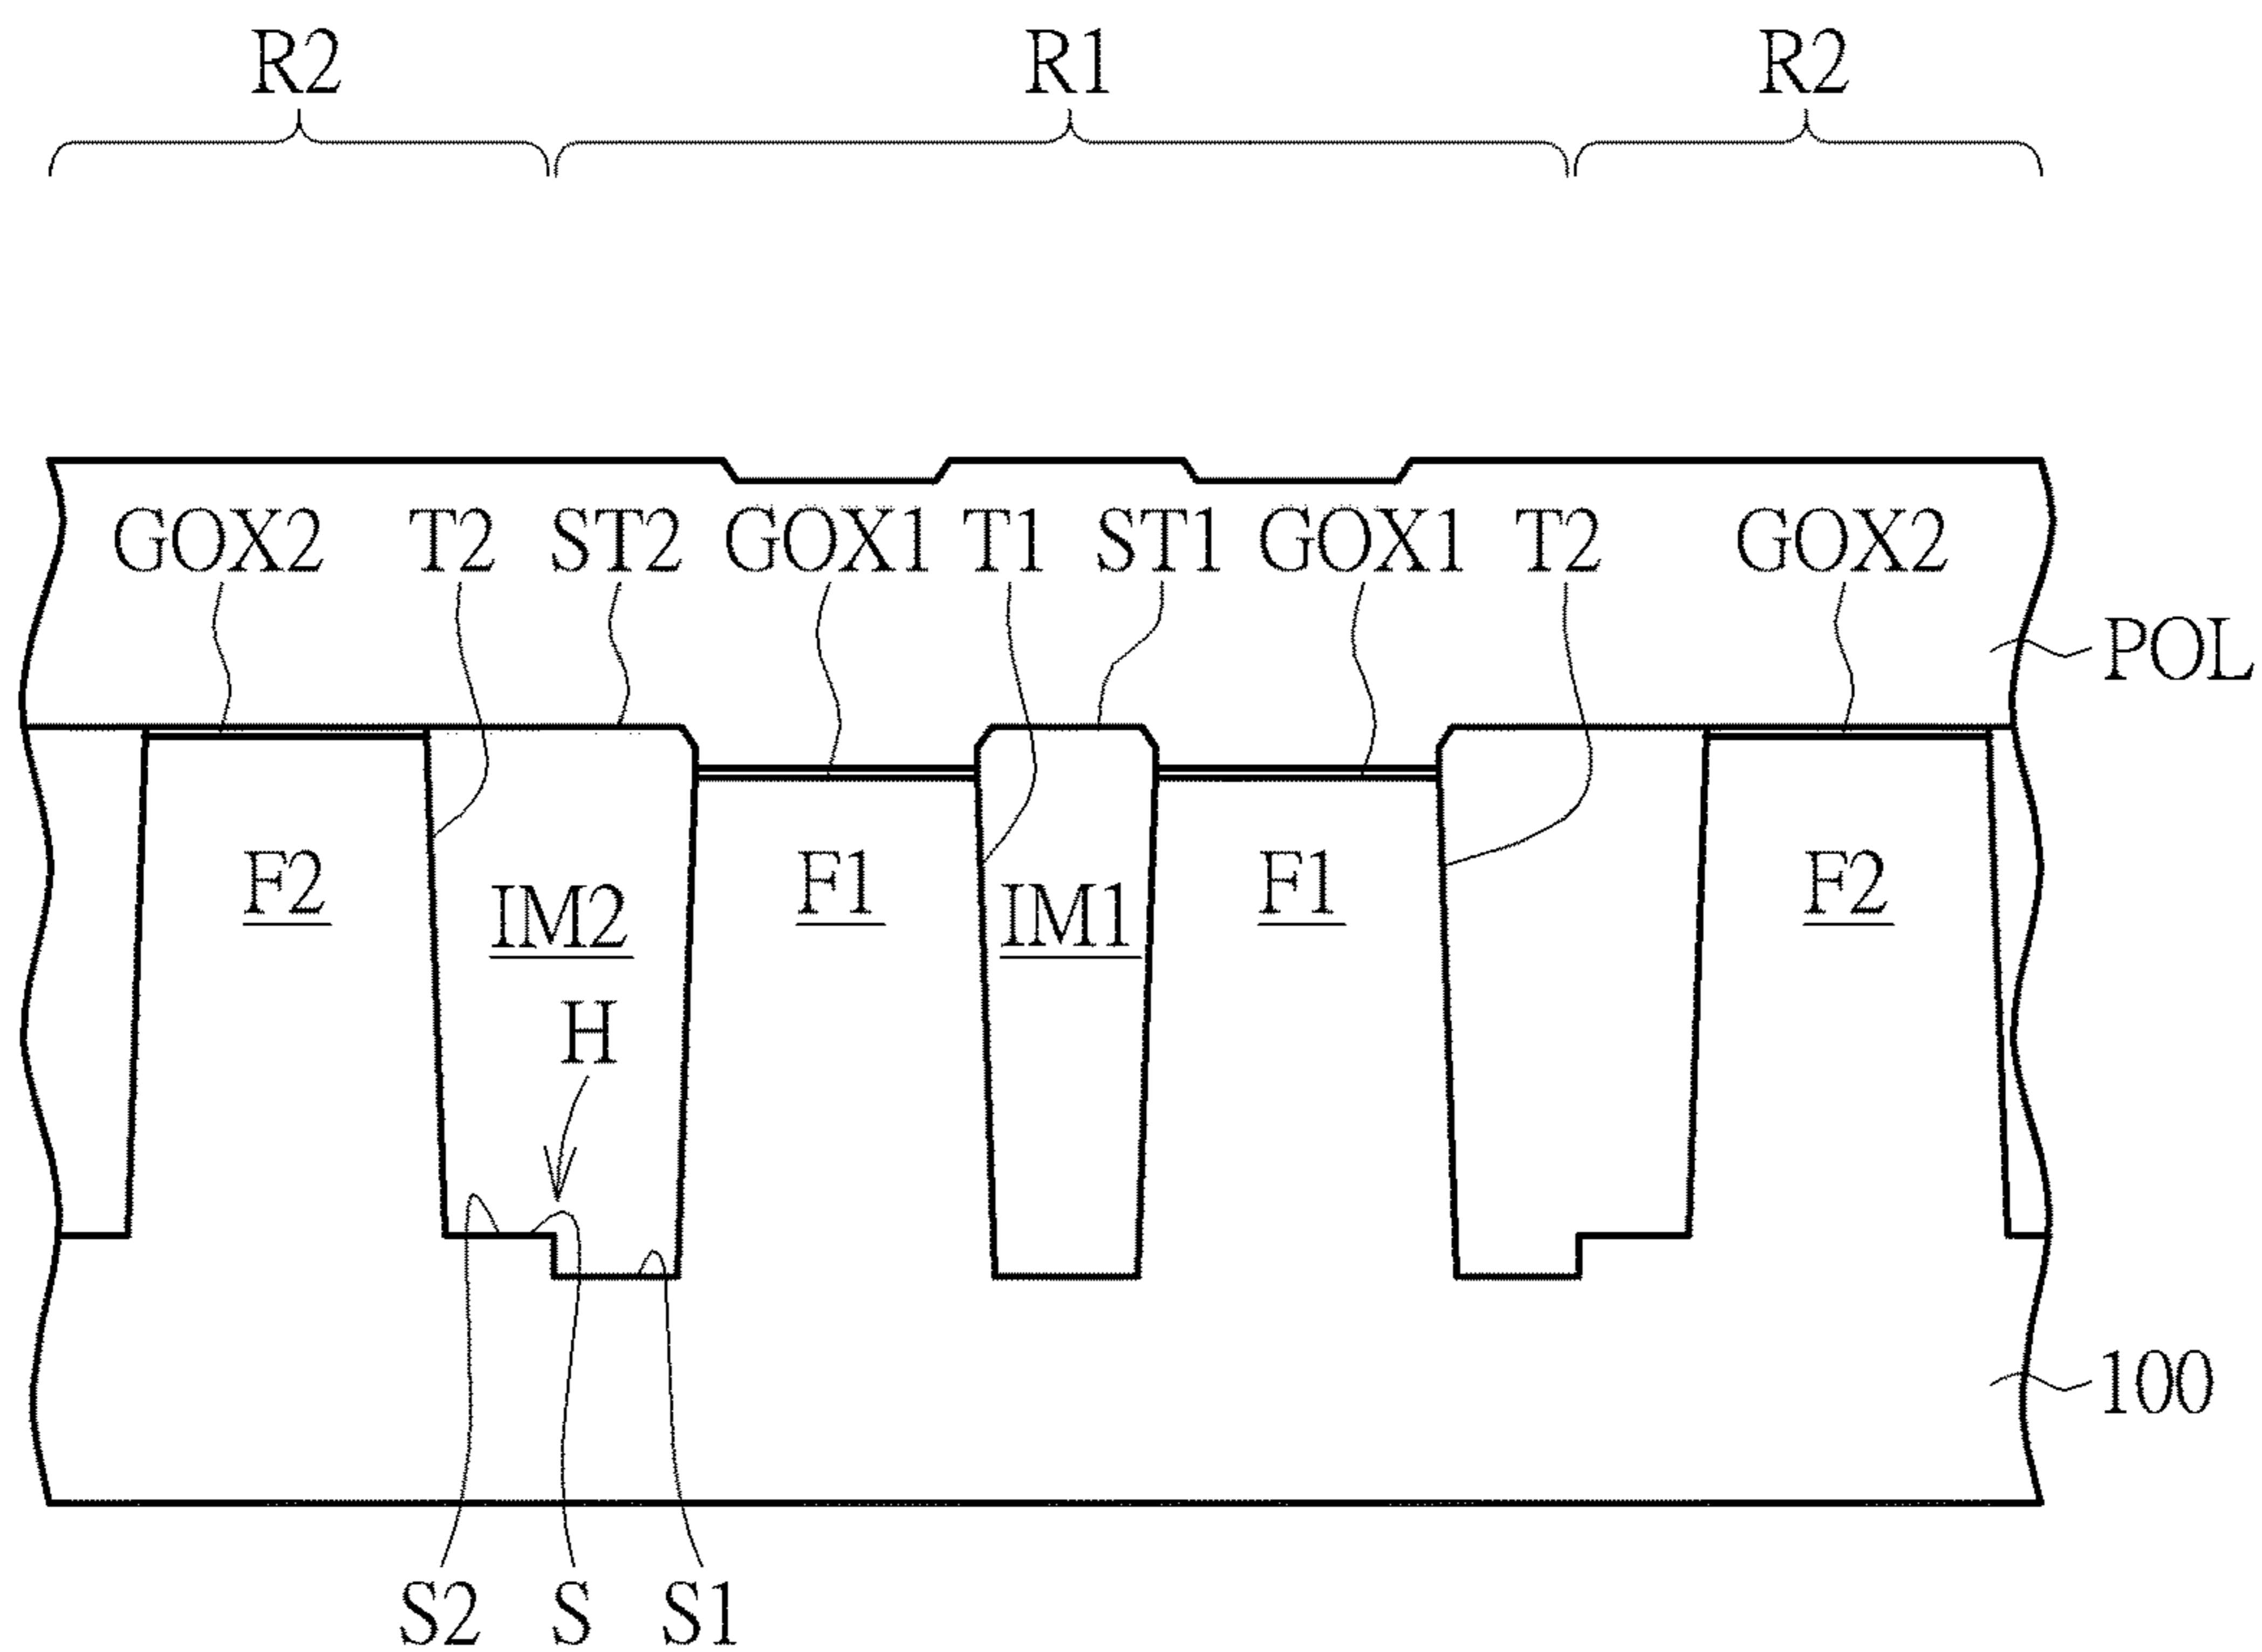 R2 R1 R2
GOX2 T2 ST2 GOX1 T1 ST1 GOX1 T2 GOX2
POL
F2 F1 F1 F2
IM2 IM1
H
100
S2 S S1